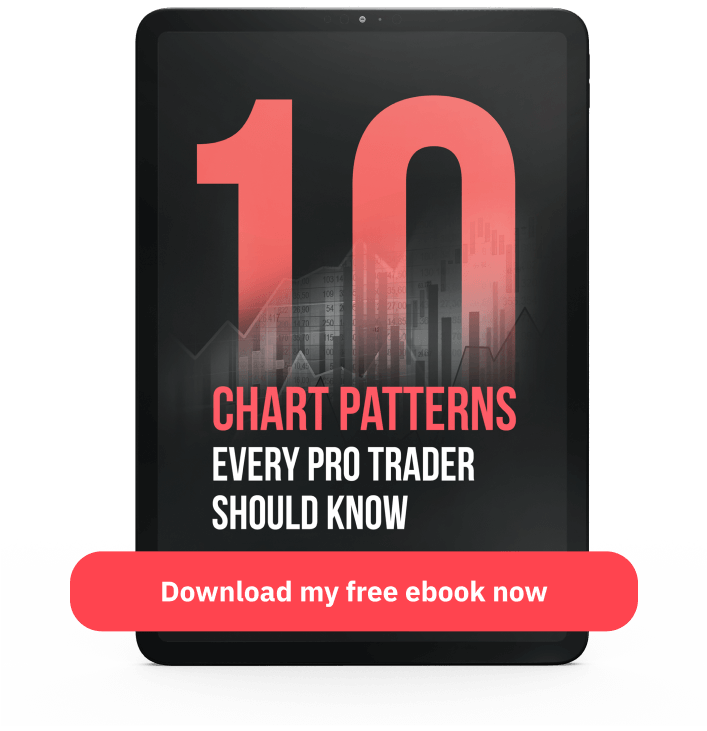 10
CHART PATTERNS
EVERY PRO TRADER
SHOULD KNOW
Download my free ebook now